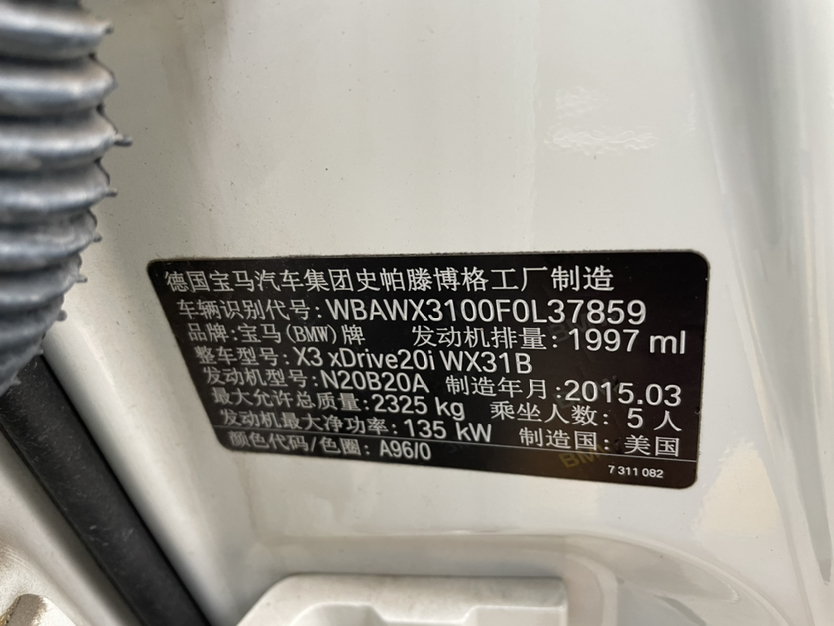 德国宝马汽车集团史帕滕博格工厂制造
车辆识别代号: WBAWX3100F0L37859
品牌: 宝马(BMW)牌 发动机排量: 1997 ml
整车型号: X3 xDrive20i WX31B
发动机型号: N20B20A 制造年月: 2015.03
最大允许总质量: 2325 kg 乘坐人数: 5 人
发动机最大净功率: 135 kW 制造国: 美国
颜色代码/色圈: A96/0
7 311 082